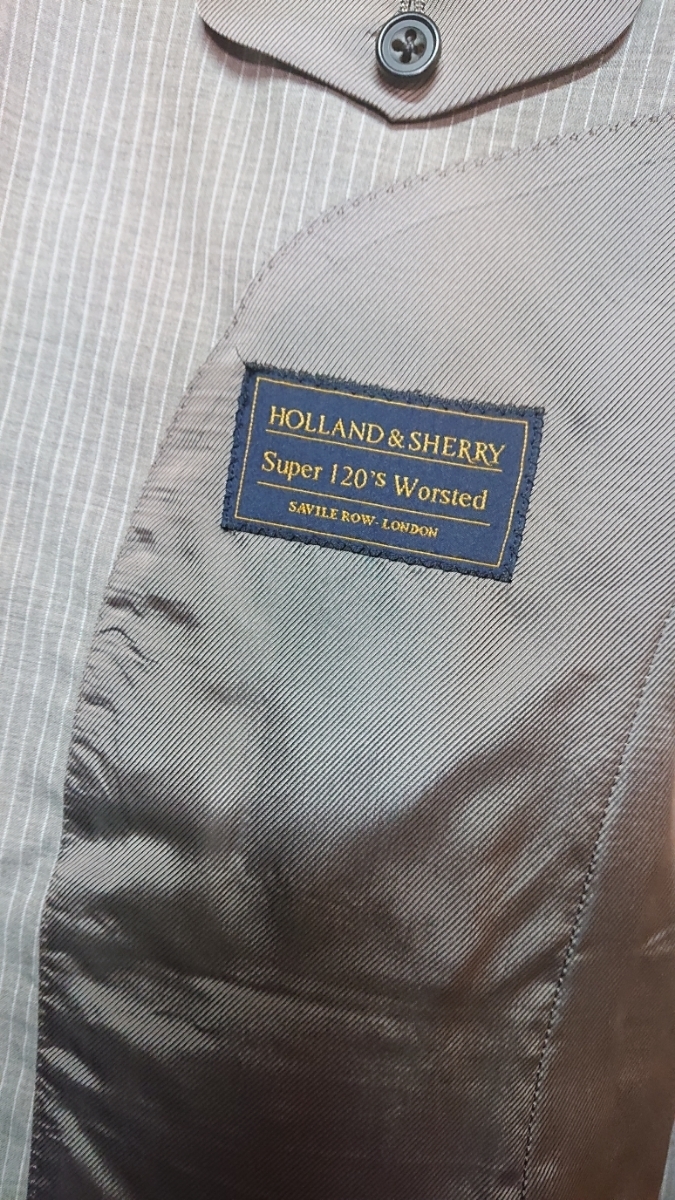 HOLLAND & SHERRY
Super 120's Worsted
SAVILE ROW · LONDON